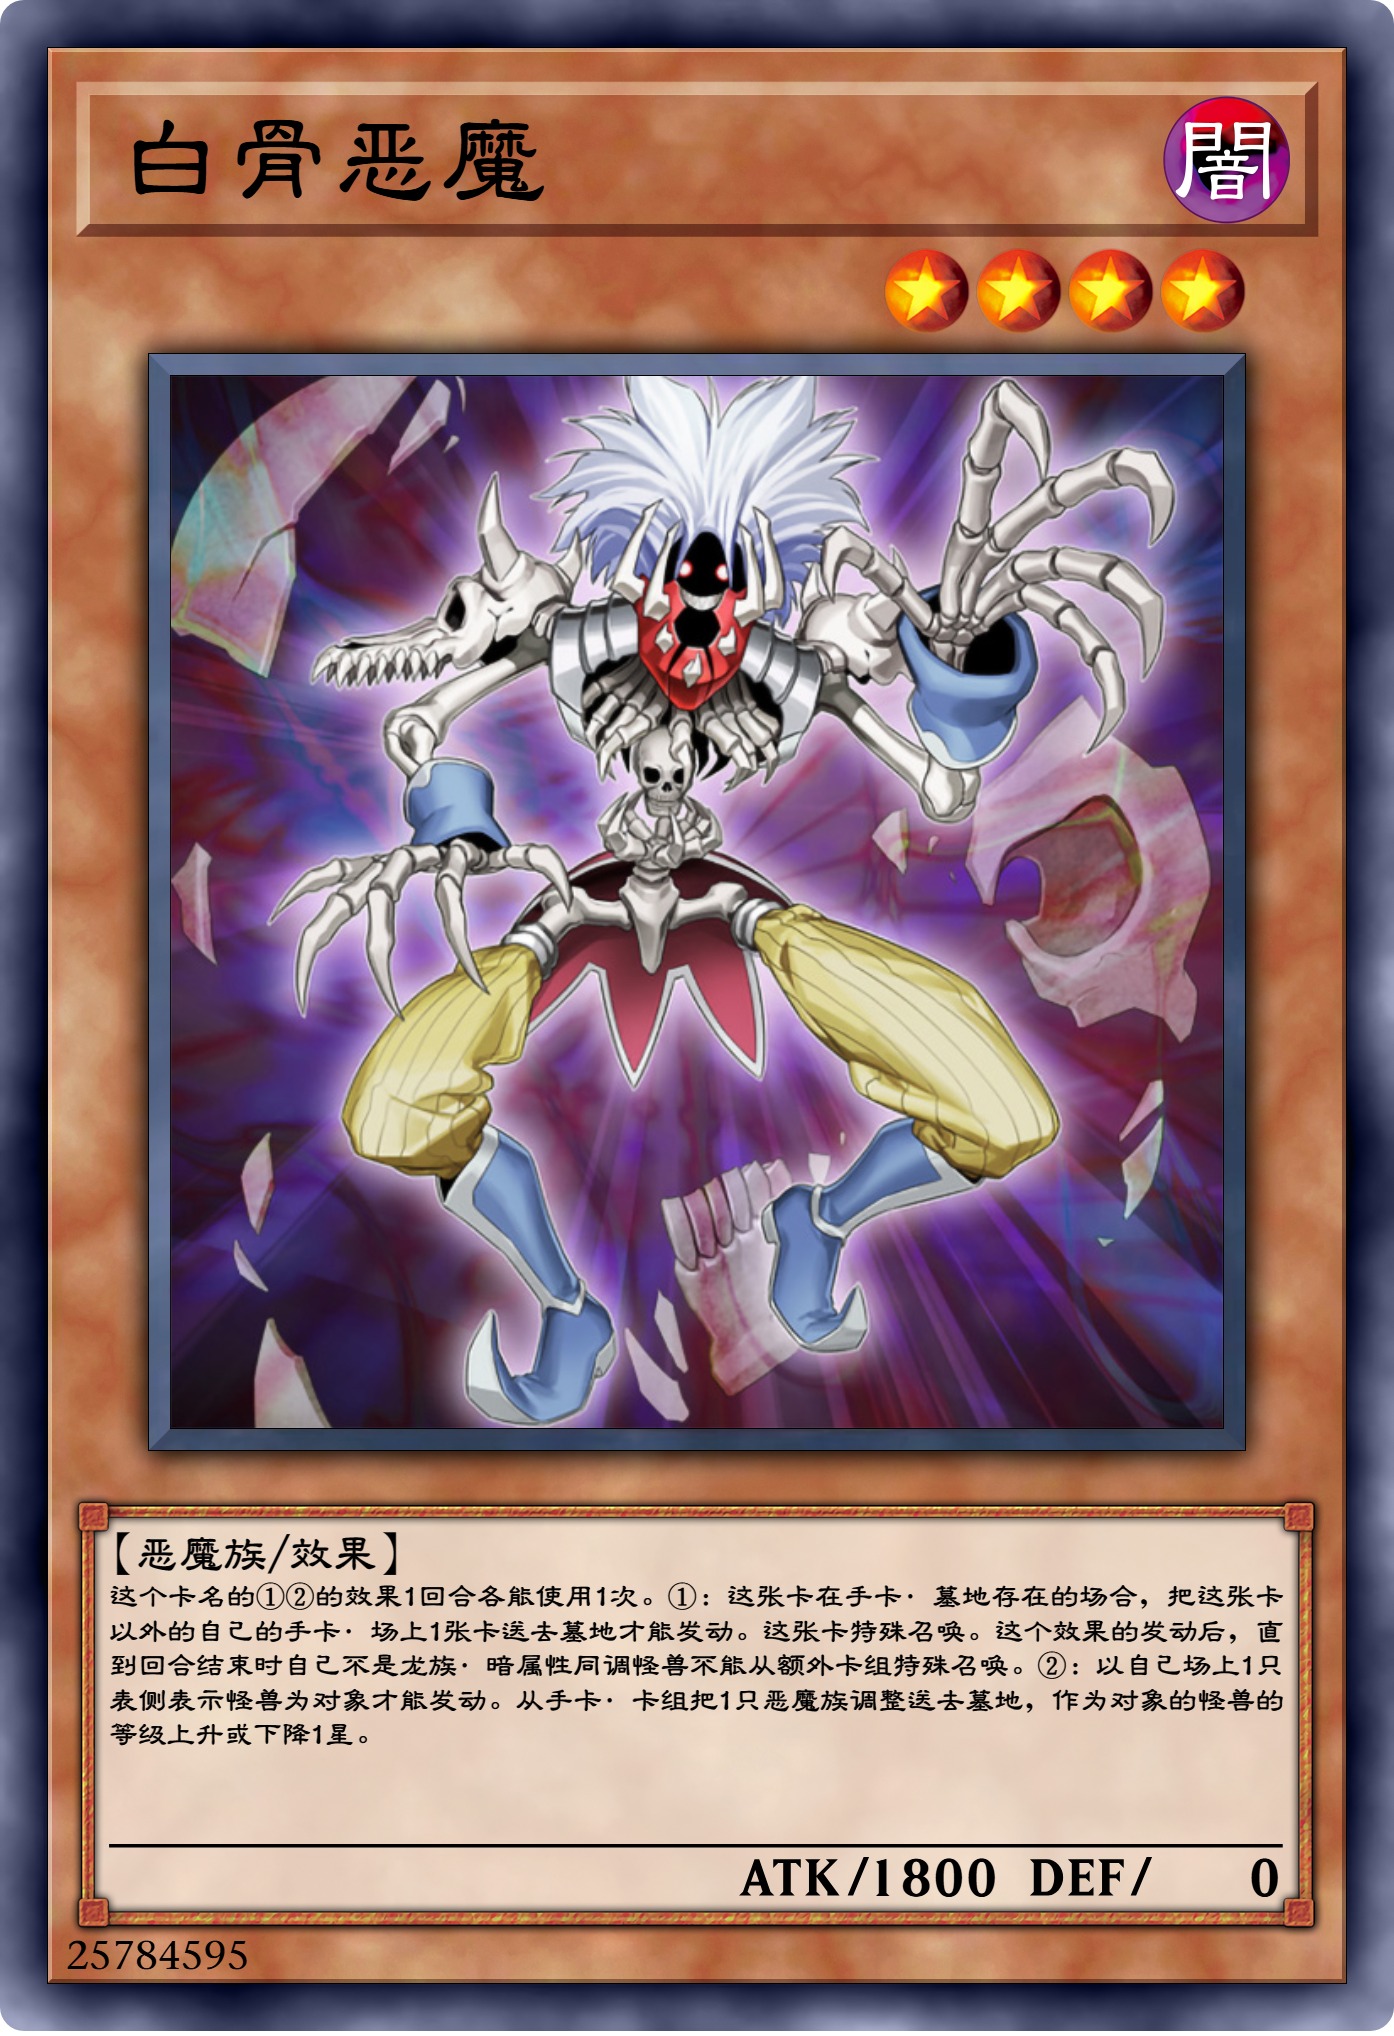 白骨恶魔
闇
【恶魔族/效果】
这个卡名的①②的效果1回合各能使用1次。①：这张卡在手卡·墓地存在的场合，把这张卡
以外的自己的手卡·场上1张卡送去墓地才能发动。这张卡特殊召唤。这个效果的发动后，直
到回合结束时自己不是龙族·暗属性同调怪兽不能从额外卡组特殊召唤。②：以自己场上1只
表侧表示怪兽为对象才能发动。从手卡·卡组把1只恶魔族调整送去墓地，作为对象的怪兽的
等级上升或下降1星。
ATK/1800 DEF/ 0
25784595